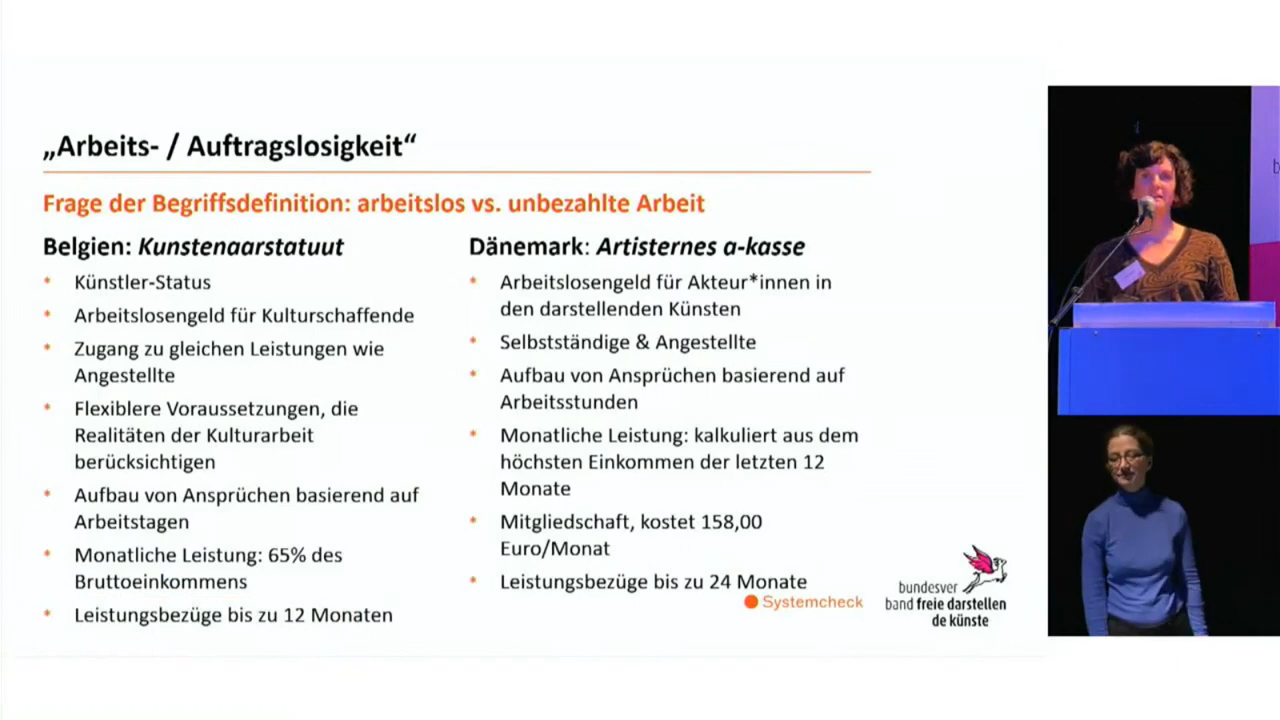 „Arbeits- / Auftragslosigkeit“
Frage der Begriffsdefinition: arbeitslos vs. unbezahlte Arbeit
Belgien: Kunstenaarstatuut
* Künstler-Status
* Arbeitslosengeld für Kulturschaffende
* Zugang zu gleichen Leistungen wie
Angestellte
* Flexiblere Voraussetzungen, die
Realitäten der Kulturarbeit
berücksichtigen
* Aufbau von Ansprüchen basierend auf
Arbeitstagen
* Monatliche Leistung: 65% des
Bruttoeinkommens
* Leistungsbezüge bis zu 12 Monaten
Dänemark: Artisternes a-kasse
* Arbeitslosengeld für Akteur*innen in
den darstellenden Künsten
* Selbstständige & Angestellte
* Aufbau von Ansprüchen basierend auf
Arbeitsstunden
* Monatliche Leistung: kalkuliert aus dem
höchsten Einkommen der letzten 12
Monate
* Mitgliedschaft, kostet 158,00
Euro/Monat
* Leistungsbezüge bis zu 24 Monate
Systemcheck
bundesver
band freie darstellen
de künste